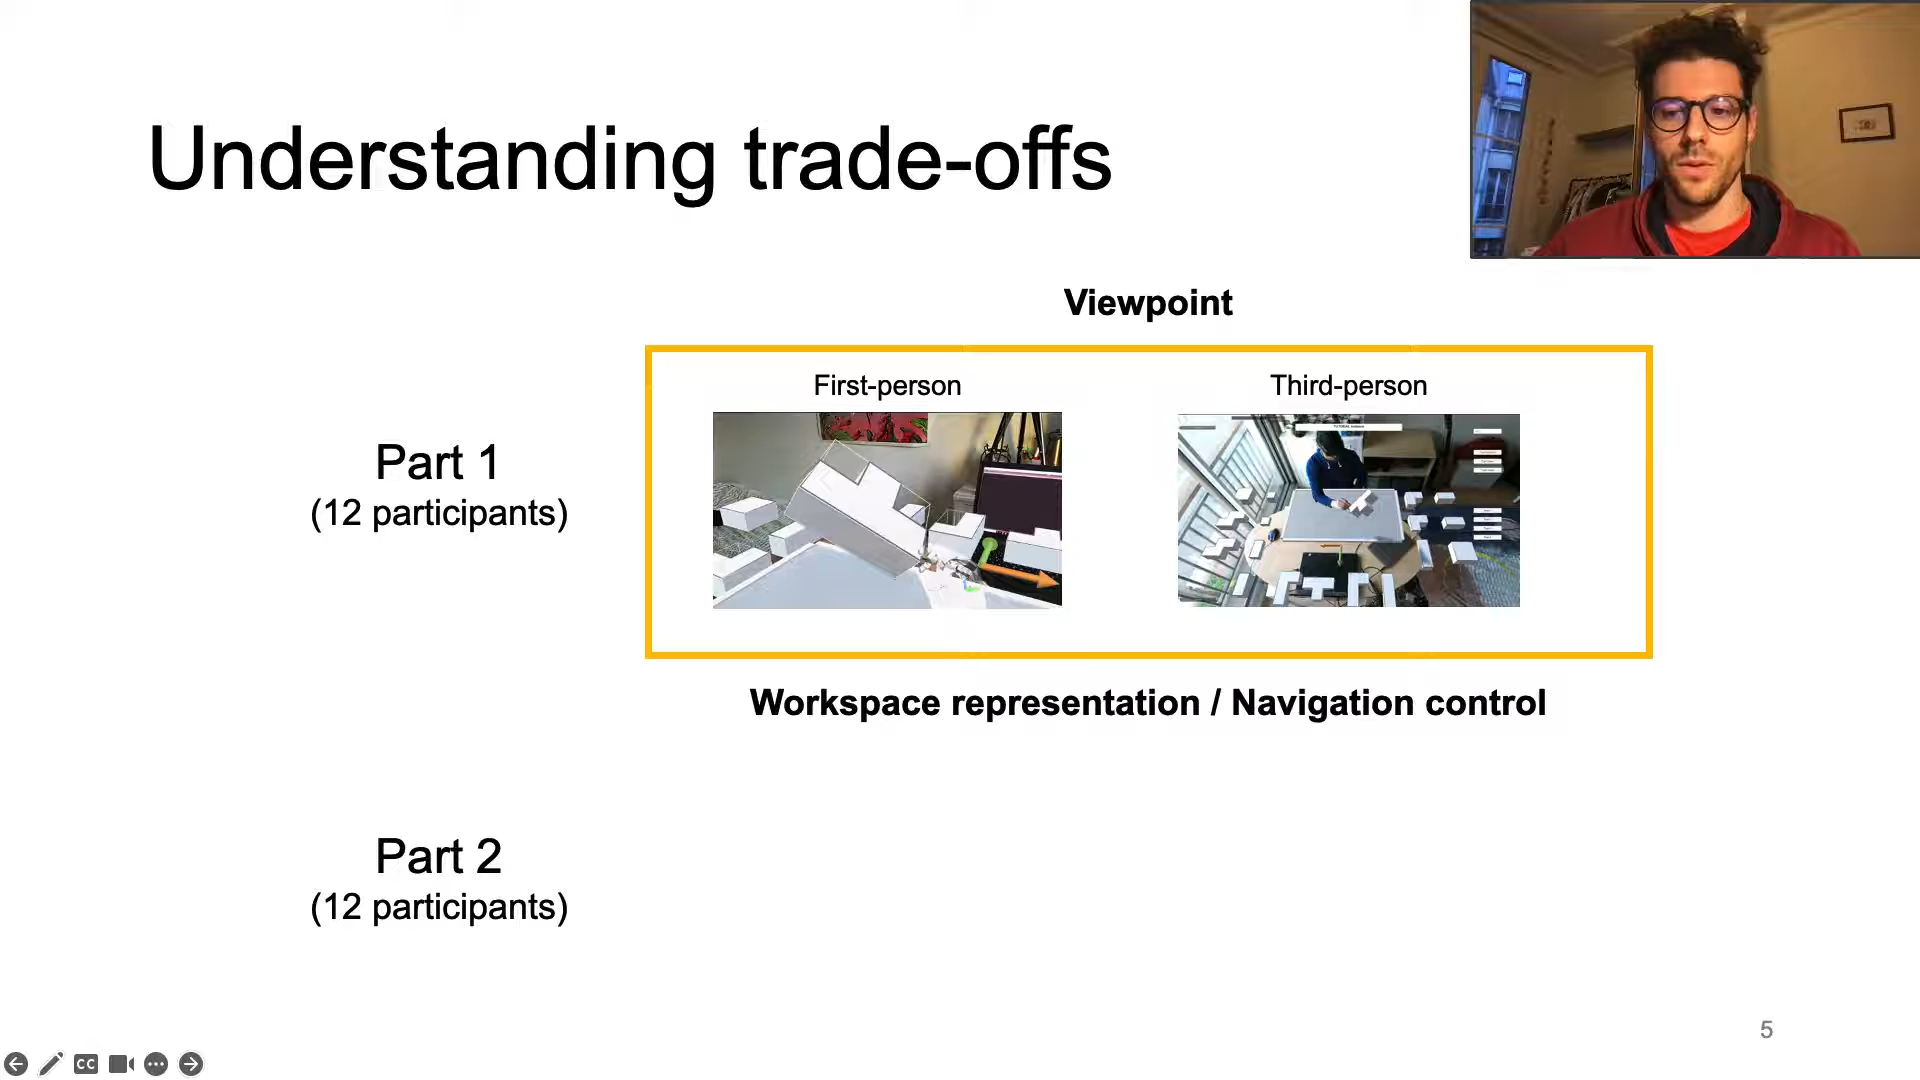 Understanding trade-offs
Viewpoint
First-person
Third-person
Part 1
(12 participants)
Workspace representation / Navigation control
Part 2
(12 participants)
5
CC